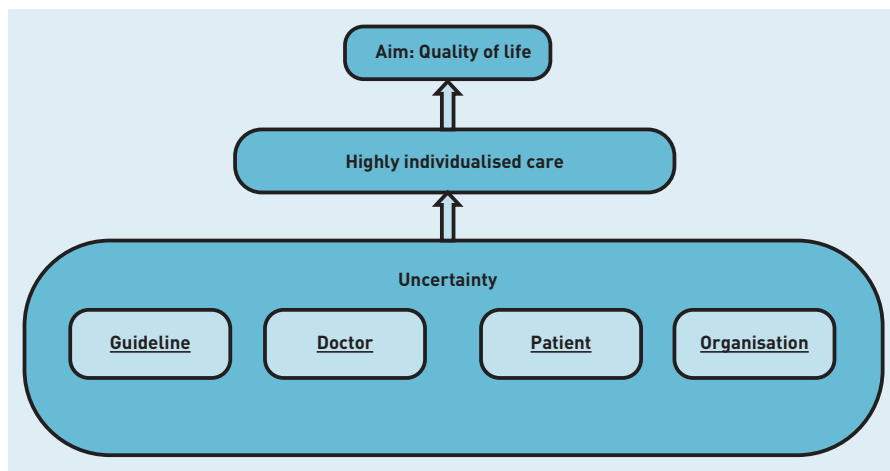 Aim: Quality of life
Highly individualised care
Uncertainty
Guideline Doctor Patient Organisation